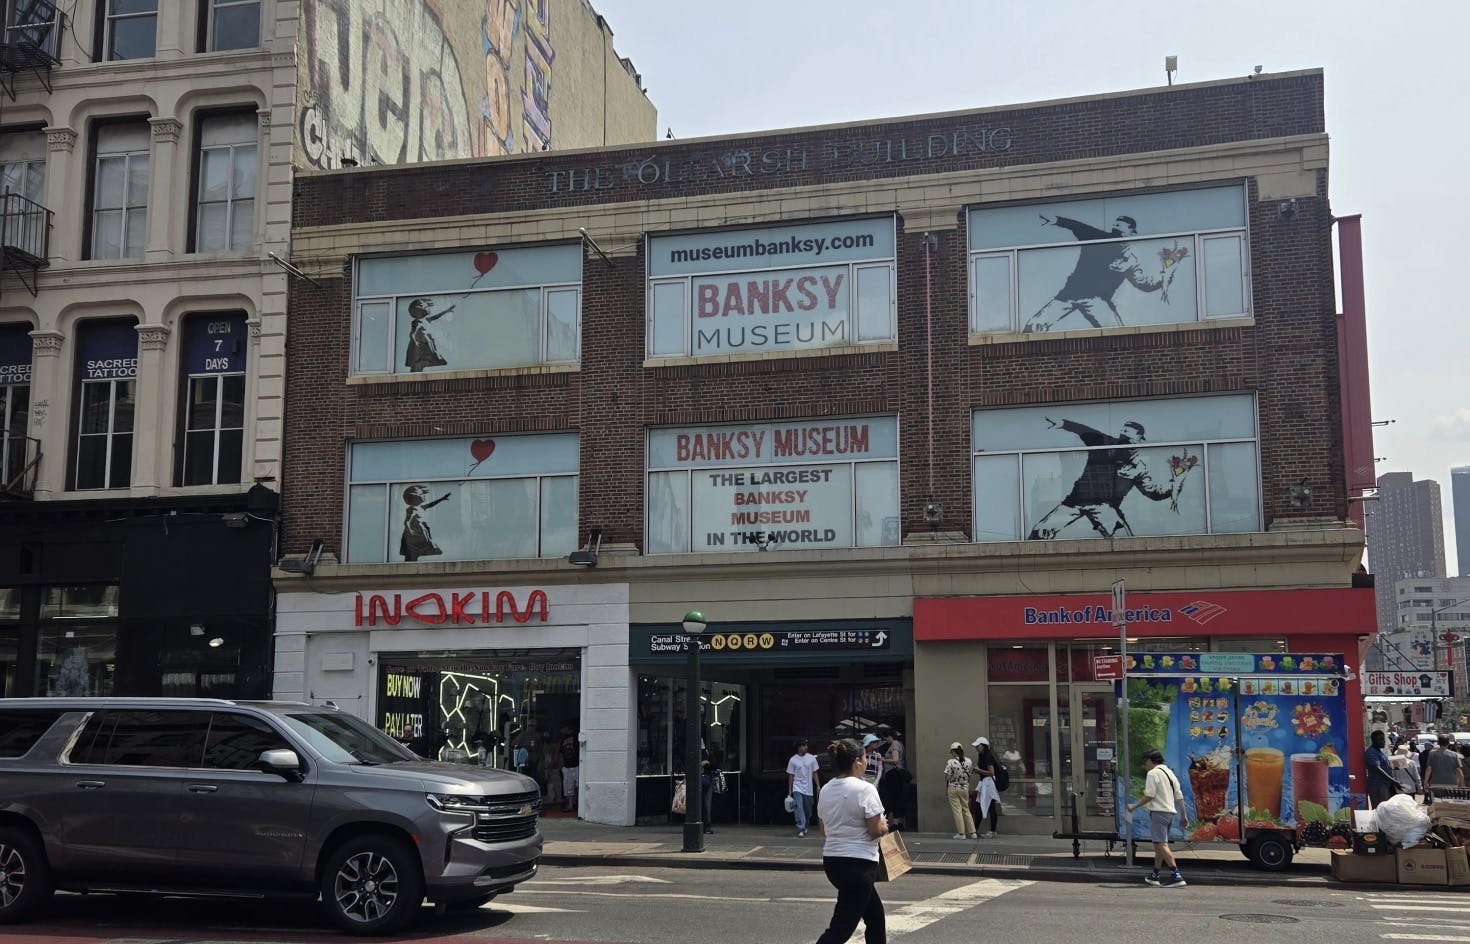 THE OLTARSH BUILDING
museumbanksy.com
BANKSY
MUSEUM
BANKSY MUSEUM
THE LARGEST
BANKSY
MUSEUM
IN THE WORLD
OPEN
7
DAYS
SACRED
TATTOO
INOKIM
BUY NOW
PAY LATER
Canal Street
Subway Station
N Q R W
Enter on Lafayette St for
Enter on Centre St for
Bank of America
Gifts Shop